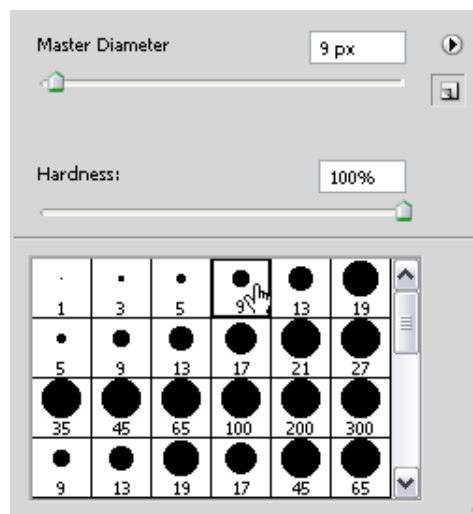 Master Diameter 9 px
Hardness: 100%
1 3 5 9 13 19
5 9 13 17 21 27
35 45 65 100 200 300
9 13 19 17 45 65